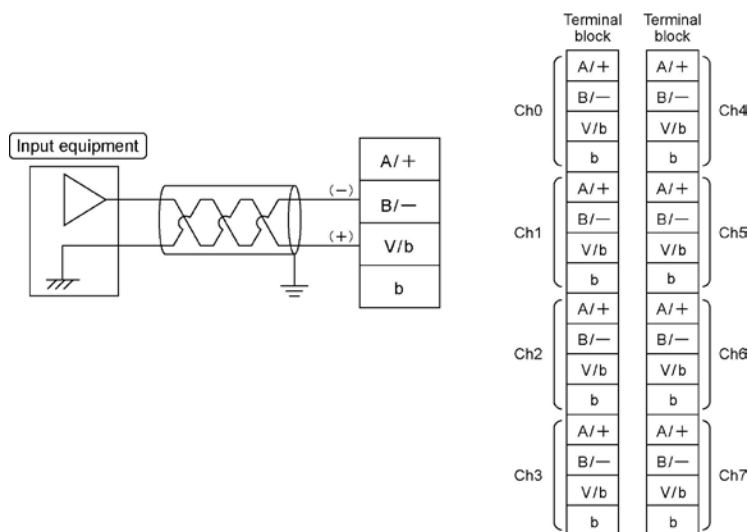 Input equipment
(−)
(+)
A/+
B/−
V/b
b
Terminal block
Terminal block
Ch0
A/+
B/−
V/b
b
A/+
B/−
V/b
b
Ch4
Ch1
A/+
B/−
V/b
b
A/+
B/−
V/b
b
Ch5
Ch2
A/+
B/−
V/b
b
A/+
B/−
V/b
b
Ch6
Ch3
A/+
B/−
V/b
b
A/+
B/−
V/b
b
Ch7